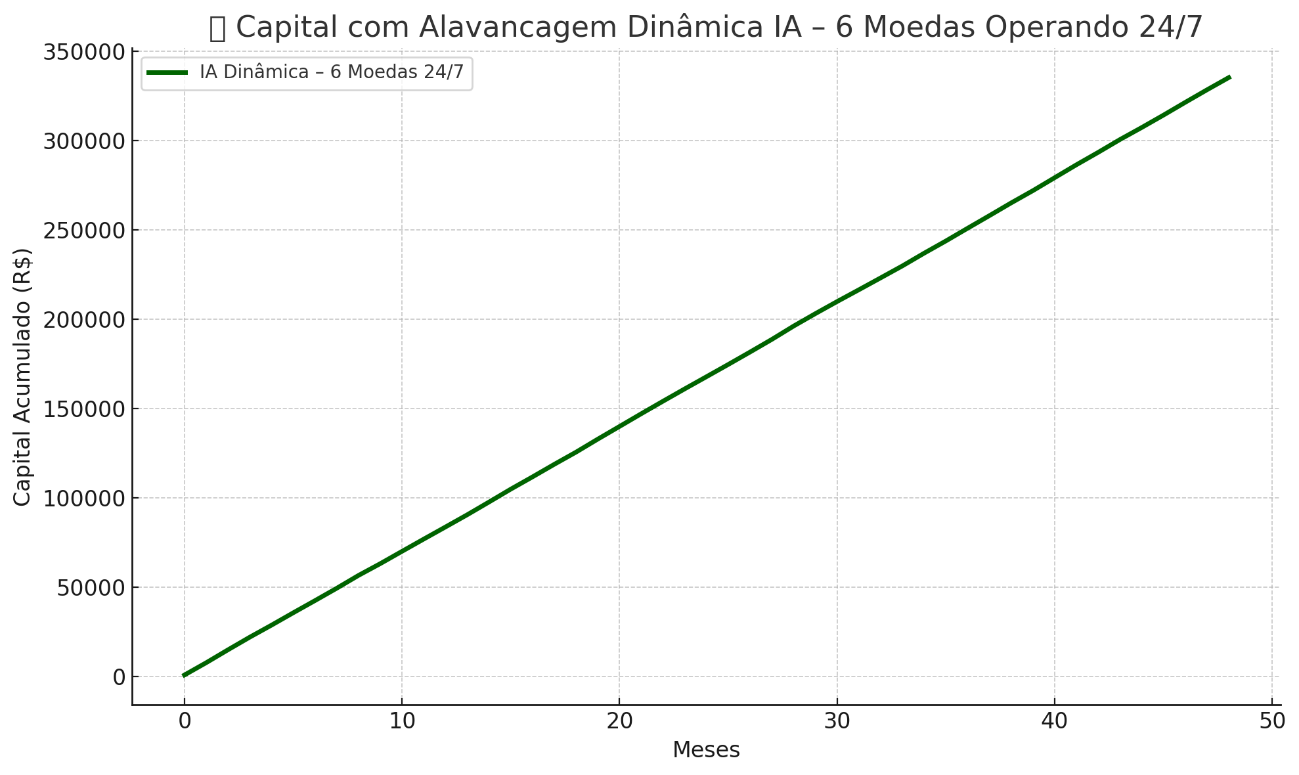 Capital com Alavancagem Dinâmica IA – 6 Moedas Operando 24/7
IA Dinâmica – 6 Moedas 24/7
Capital Acumulado (R$)
350000
300000
250000
200000
150000
100000
50000
0
0 10 20 30 40 50
Meses